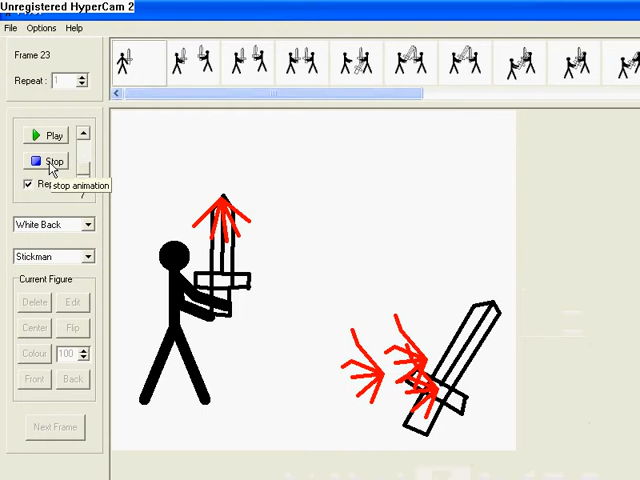 Unregistered HyperCam 2
File Options Help
Frame 23
Repeat : 1
Play
Stop
stop animation
White Back
Stickman
Current Figure
Delete Edit
Center Flip
Colour 100
Front Back
Next Frame